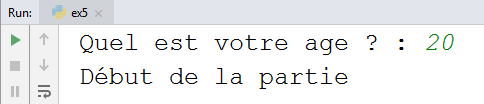 Run: ex5
Quel est votre age ? : 20
Début de la partie